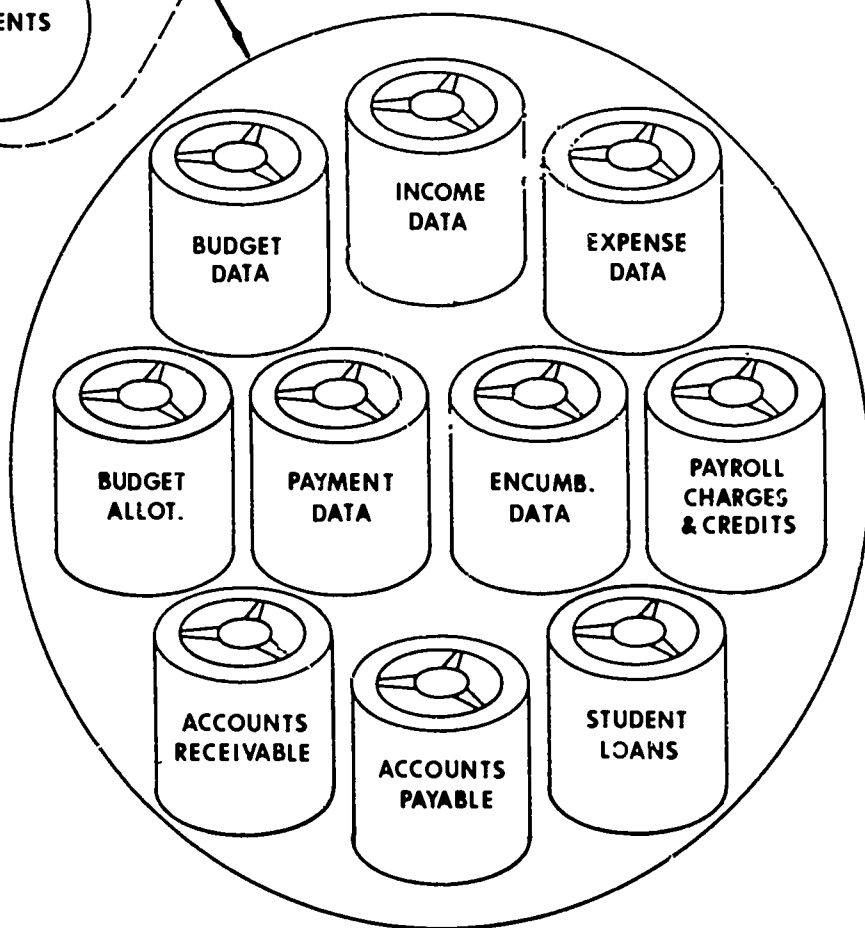 ENTS
INCOME
DATA
BUDGET
DATA
EXPENSE
DATA
BUDGET
ALLOT.
PAYMENT
DATA
ENCUMB.
DATA
PAYROLL
CHARGES
& CREDITS
ACCOUNTS
RECEIVABLE
ACCOUNTS
PAYABLE
STUDENT
LOANS